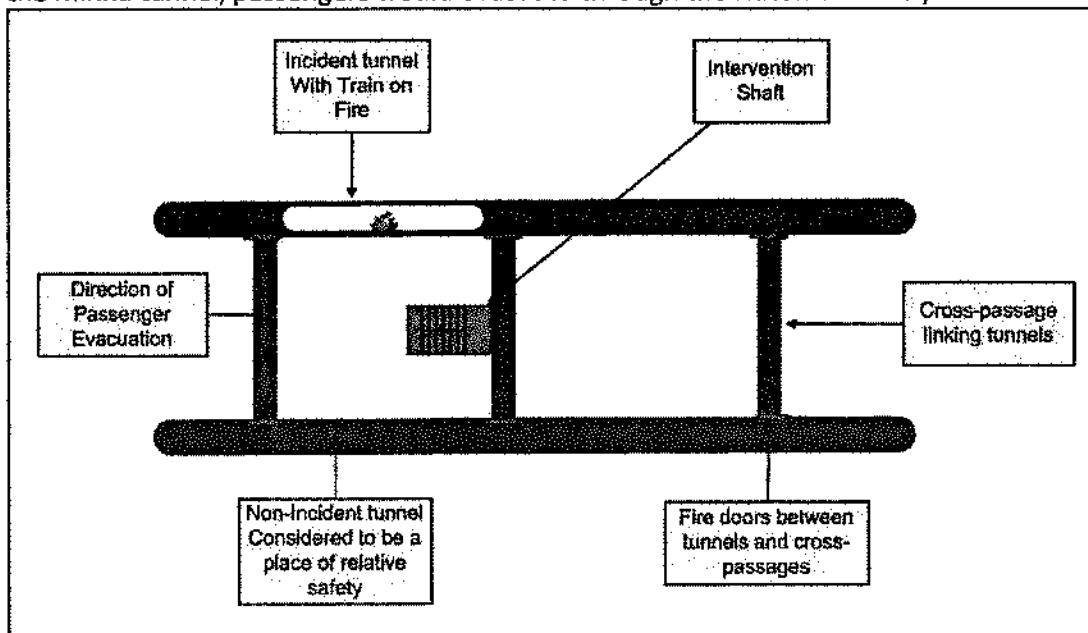 Incident tunnel
With Train on
Fire
Intervention
Shaft
Direction of
Passenger
Evacuation
Cross-passage
linking tunnels
Non-Incident tunnel
Considered to be a
place of relative
safety
Fire doors between
tunnels and cross-
passages